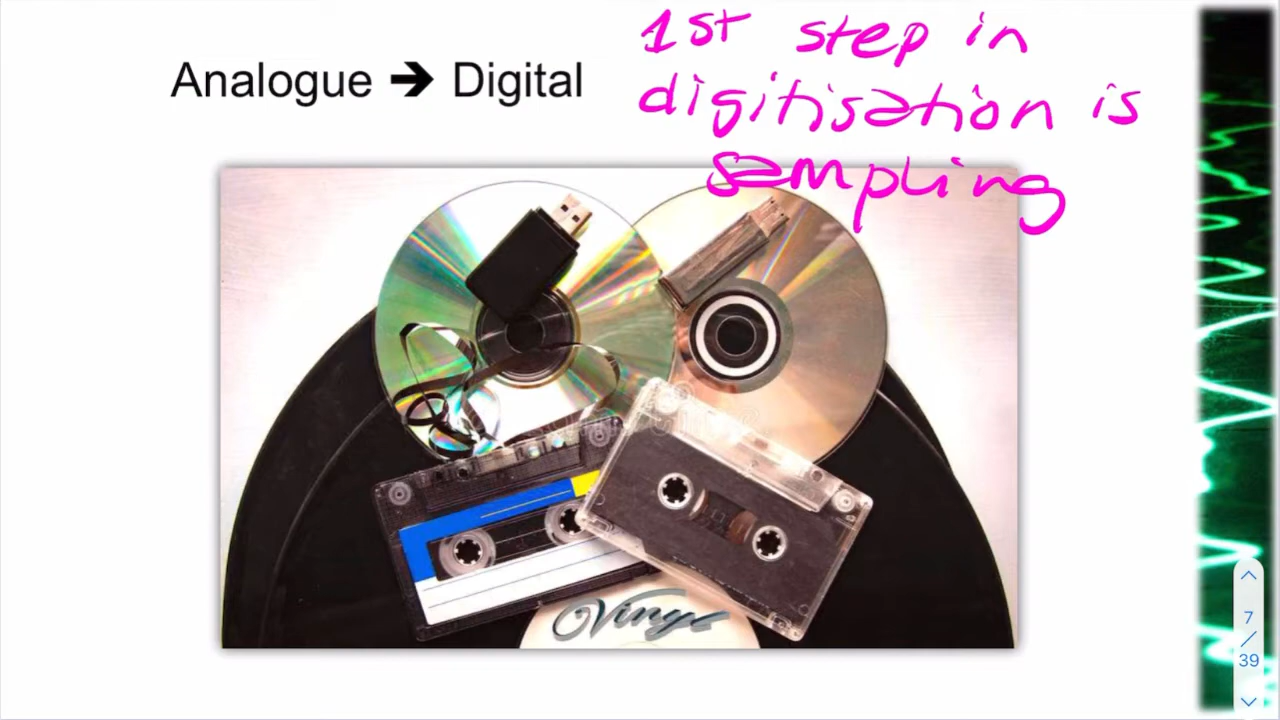 Analogue → Digital
1st step in
digitisation is
sampling
Vinyl
7
/
39